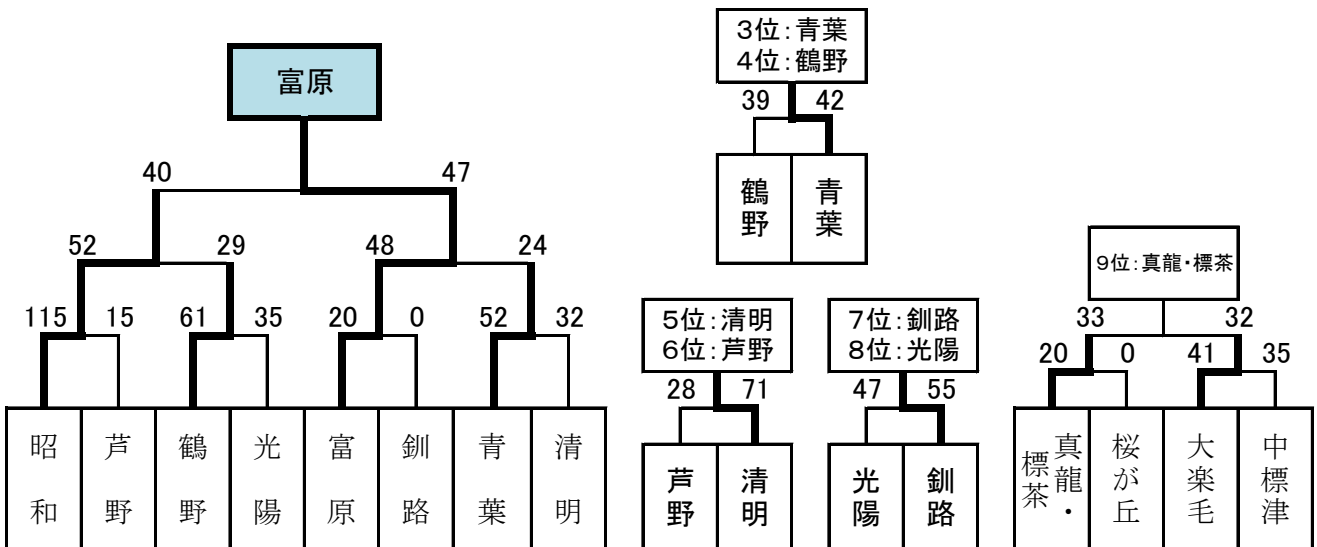 富原
40 47
52 29 48 24
115 15 61 35 20 0 52 32
昭和 芦野 鶴野 光陽 富原 釧路 青葉 清明
3位:青葉
4位:鶴野
39 42
鶴野 青葉
5位:清明
6位:芦野
28 71
芦野 清明
7位:釧路
8位:光陽
47 55
光陽 釧路
9位:真龍・標茶
33 32
20 0 41 35
真龍・標茶 桜が丘 大楽毛 中標津